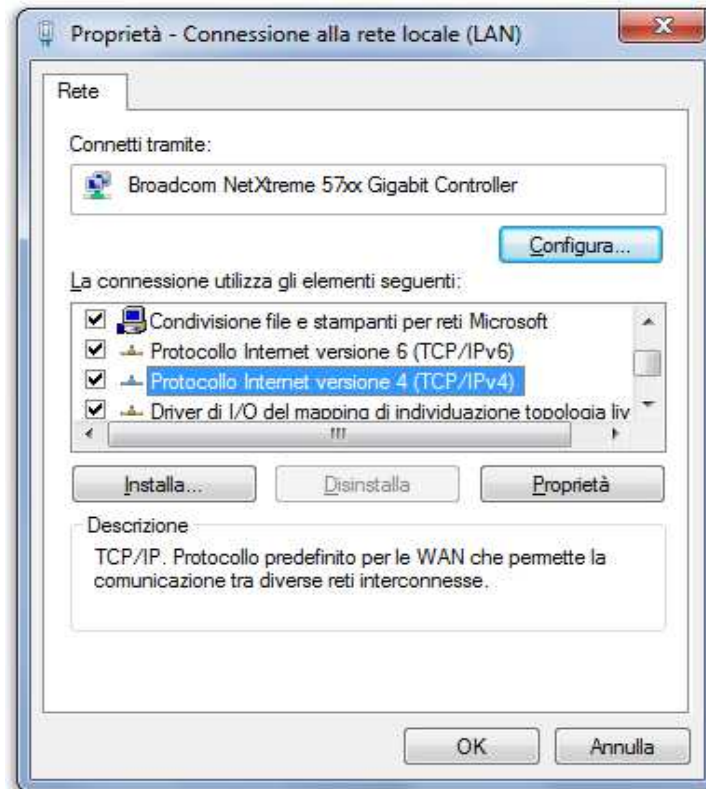 Proprietà - Connessione alla rete locale (LAN)
Rete
Connetti tramite:
Broadcom NetXtreme 57xx Gigabit Controller
Configura...
La connessione utilizza gli elementi seguenti:
Condivisione file e stampanti per reti Microsoft
Protocollo Internet versione 6 (TCP/IPv6)
Protocollo Internet versione 4 (TCP/IPv4)
Driver di I/O del mapping di individuazione topologia liv
Installa...
Disinstalla
Proprietà
Descrizione
TCP/IP. Protocollo predefinito per le WAN che permette la
comunicazione tra diverse reti interconnesse.
OK
Annulla